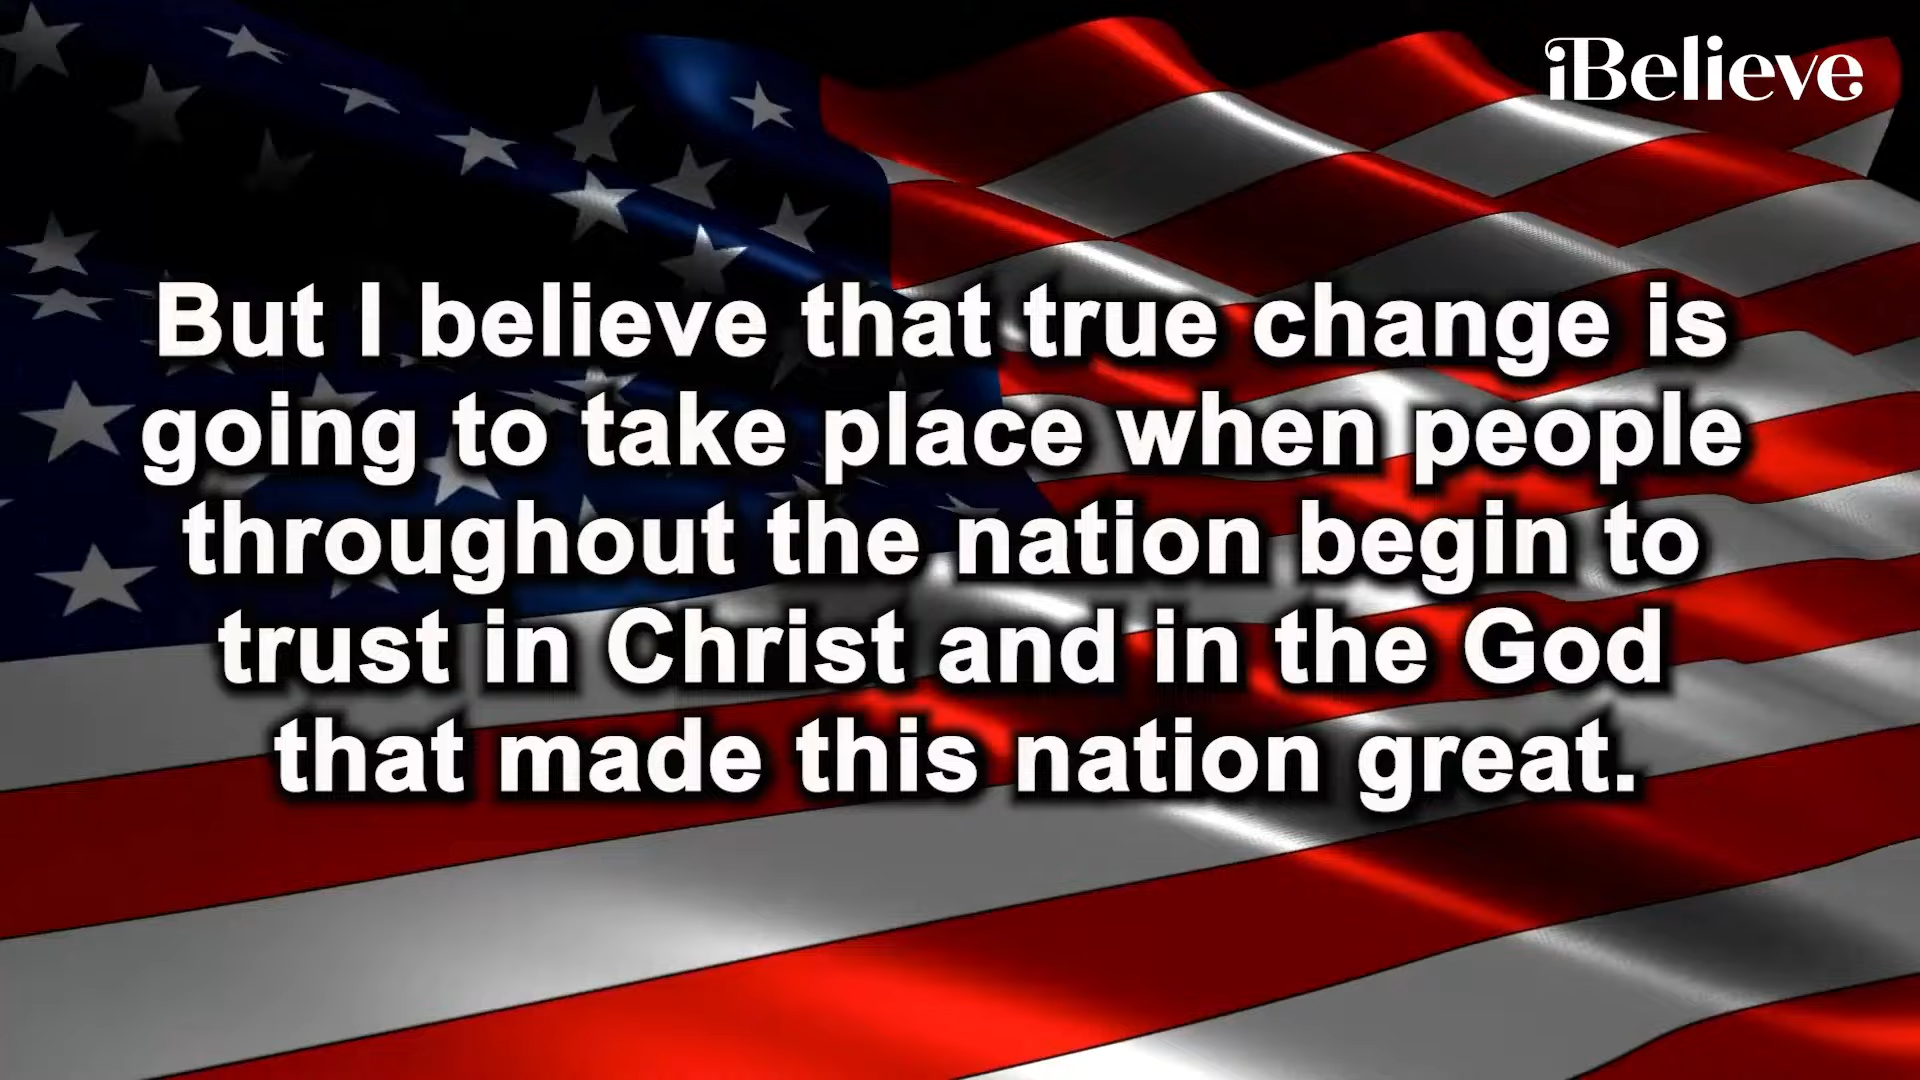 iBelieve
But I believe that true change is
going to take place when people
throughout the nation begin to
trust in Christ and in the God
that made this nation great.